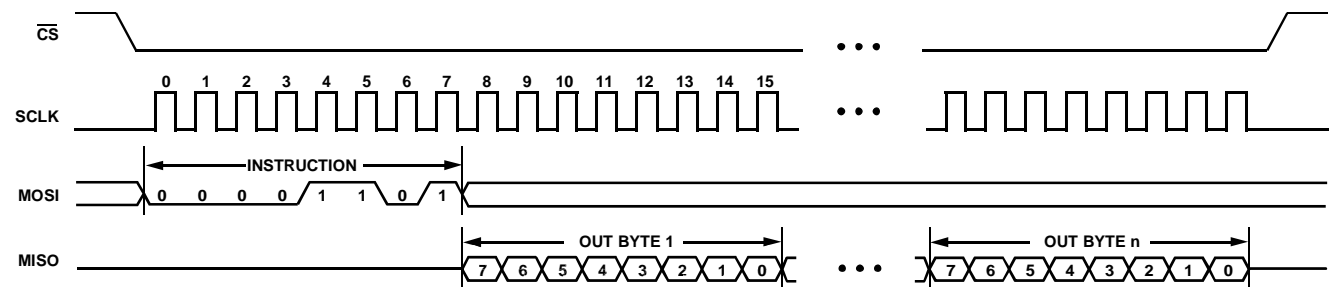 CS
0 1 2 3 4 5 6 7 8 9 10 11 12 13 14 15
SCLK
INSTRUCTION
MOSI 0 0 0 0 1 1 0 1
OUT BYTE 1 OUT BYTE n
MISO 7 6 5 4 3 2 1 0 7 6 5 4 3 2 1 0